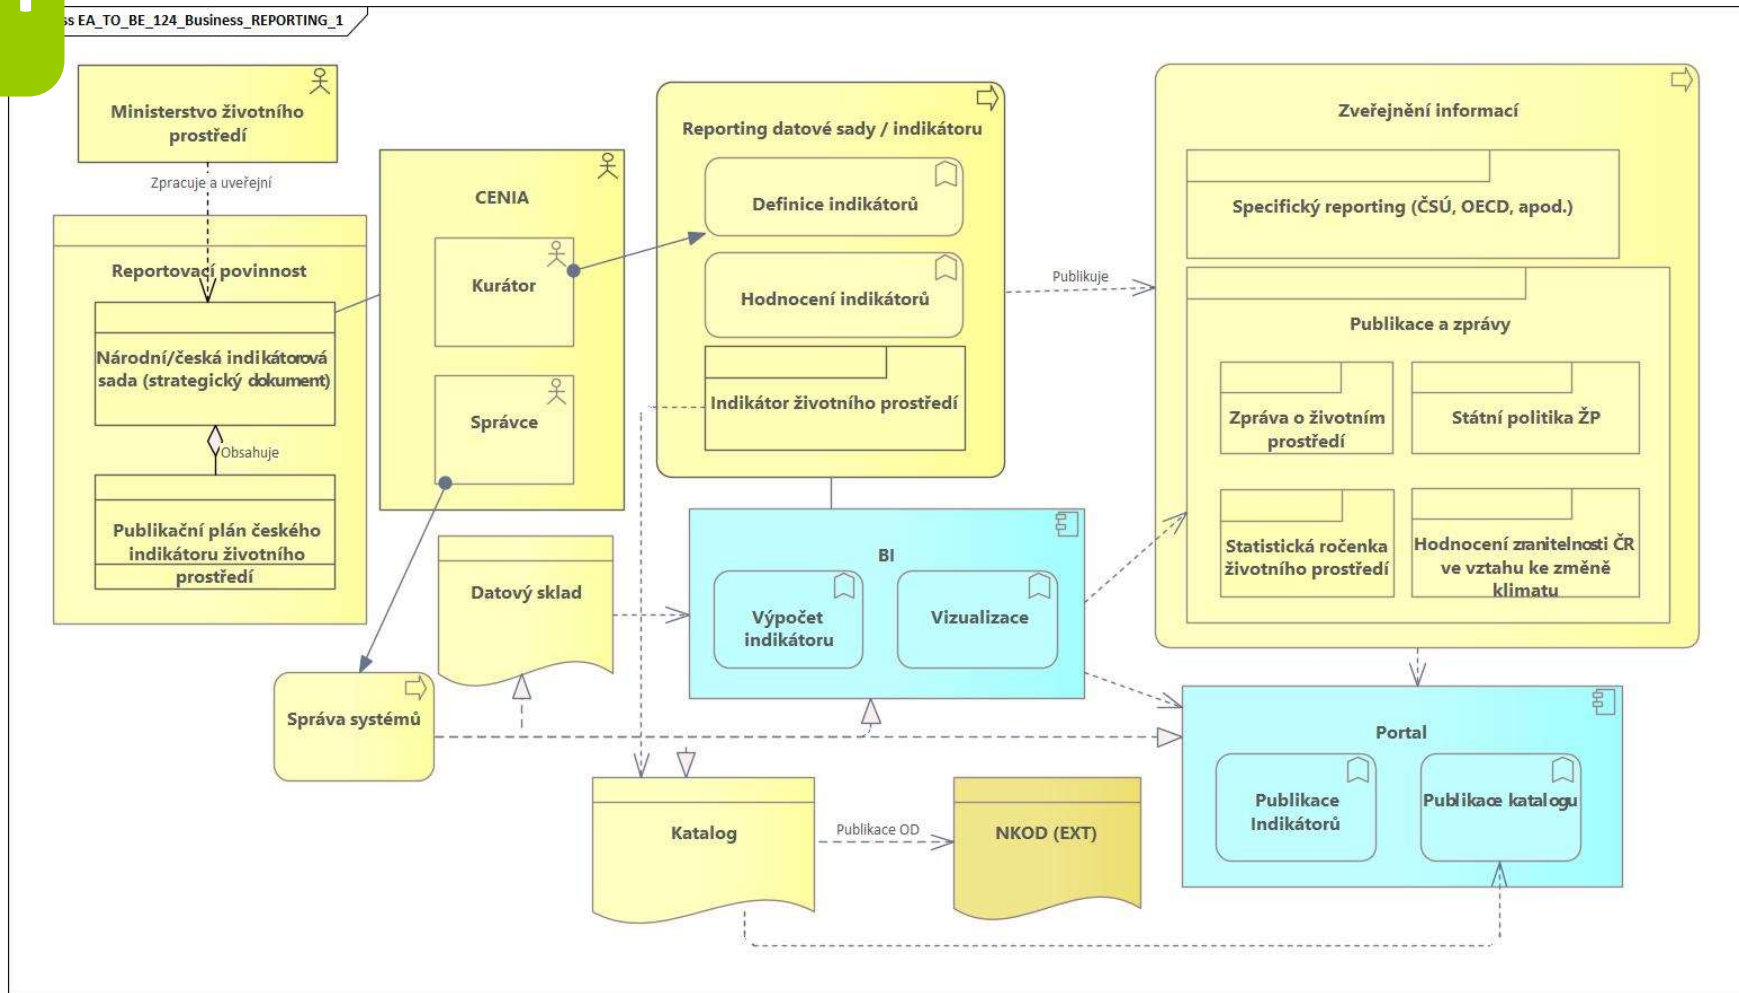 ss EA_TO_BE_124_Business_REPORTING_1
Ministerstvo životního
prostředí
Zpracuje a uveřejní
Reportovací povinnost
Národní/česká indikátorová
sada (strategický dokument)
Obsahuje
Publikační plán českého
indikátoru životního
prostředí
CENIA
Kurátor
Správce
Reporting datové sady / indikátoru
Definice indikátorů
Hodnocení indikátorů
Indikátor životního prostředí
Publikuje
Zveřejnění informací
Specifický reporting (ČSÚ, OECD, apod.)
Publikace a zprávy
Zpráva o životním
prostředí
Státní politika ŽP
Statistická ročenka
životního prostředí
Hodnocení zranitelnosti ČR
ve vztahu ke změně
klimatu
Datový sklad
BI
Výpočet
indikátoru
Vizualizace
Správa systémů
Portal
Publikace
Indikátorů
Publikace katalogu
Katalog
Publikace OD
NKOD (EXT)